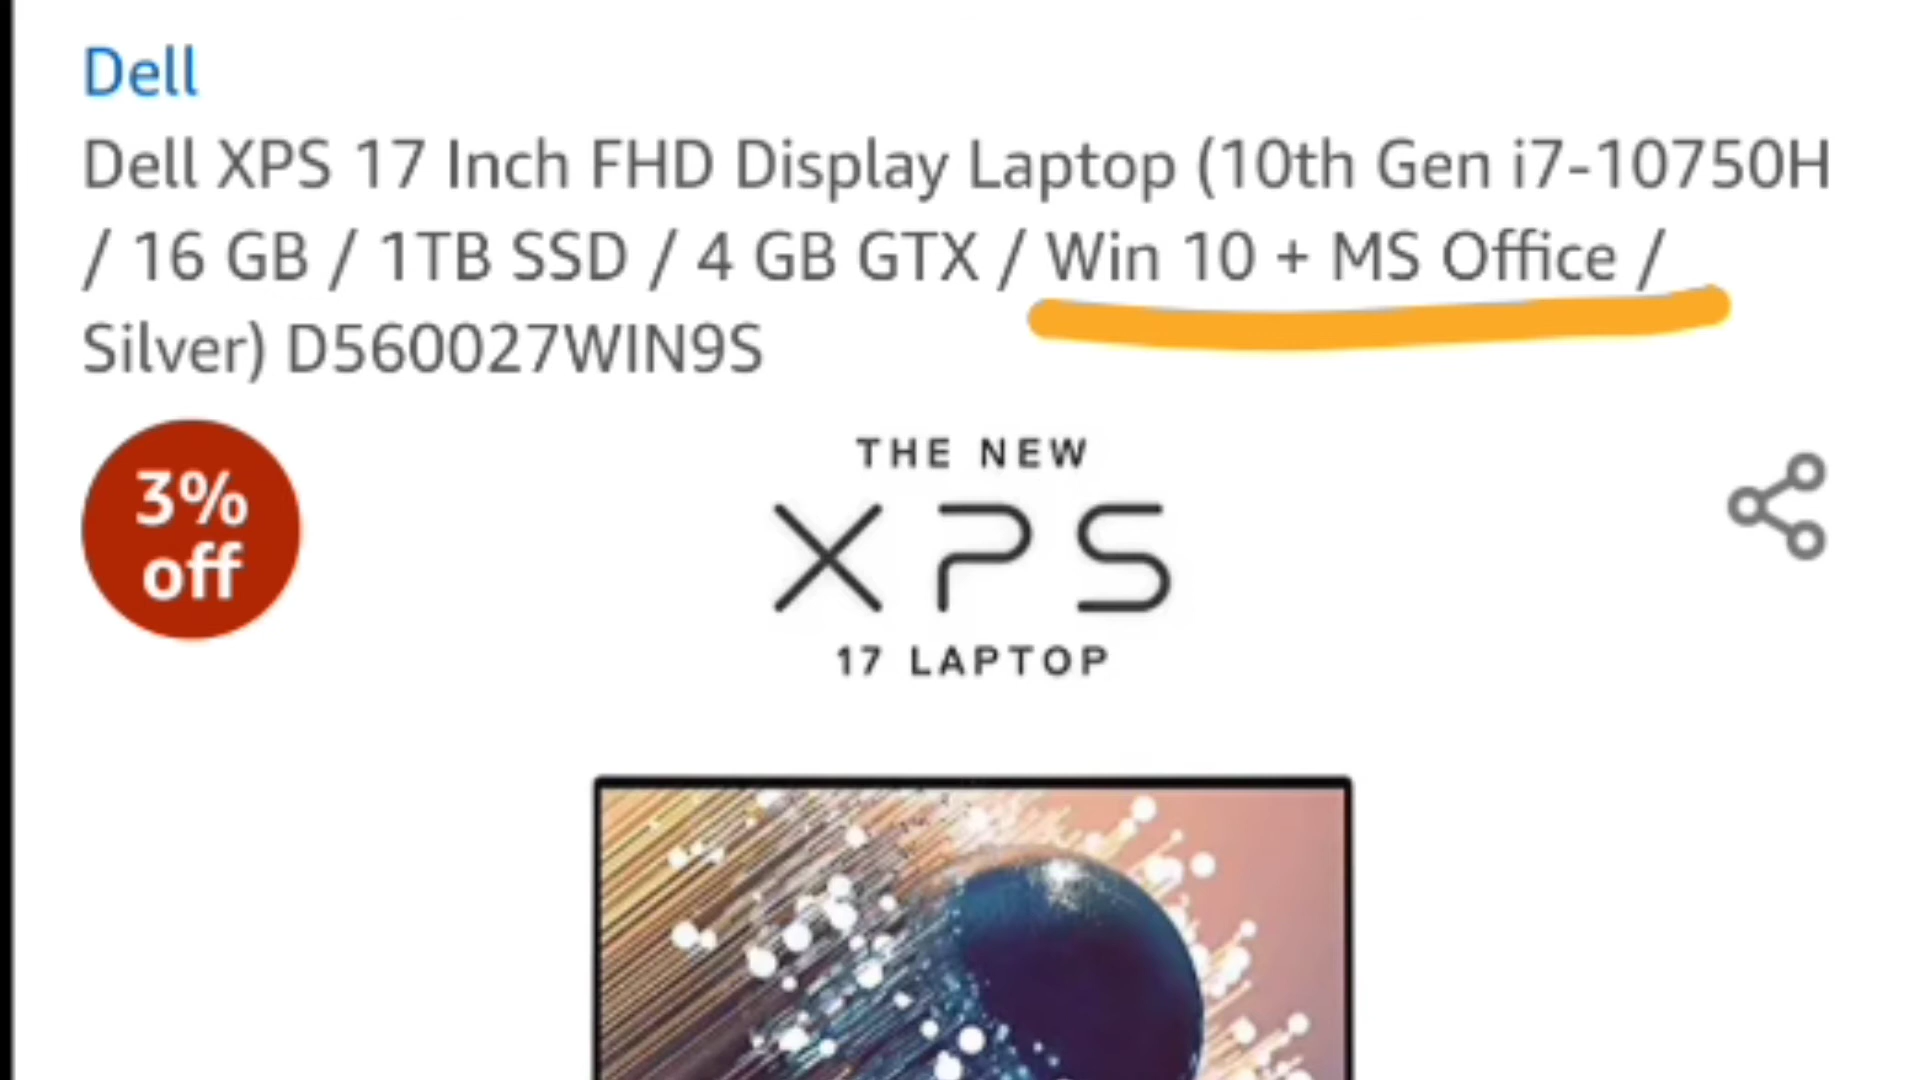 Dell
Dell XPS 17 Inch FHD Display Laptop (10th Gen i7-10750H
/ 16 GB / 1TB SSD / 4 GB GTX / Win 10 + MS Office /
Silver) D560027WIN9S
3%
off
THE NEW
XPS
17 LAPTOP